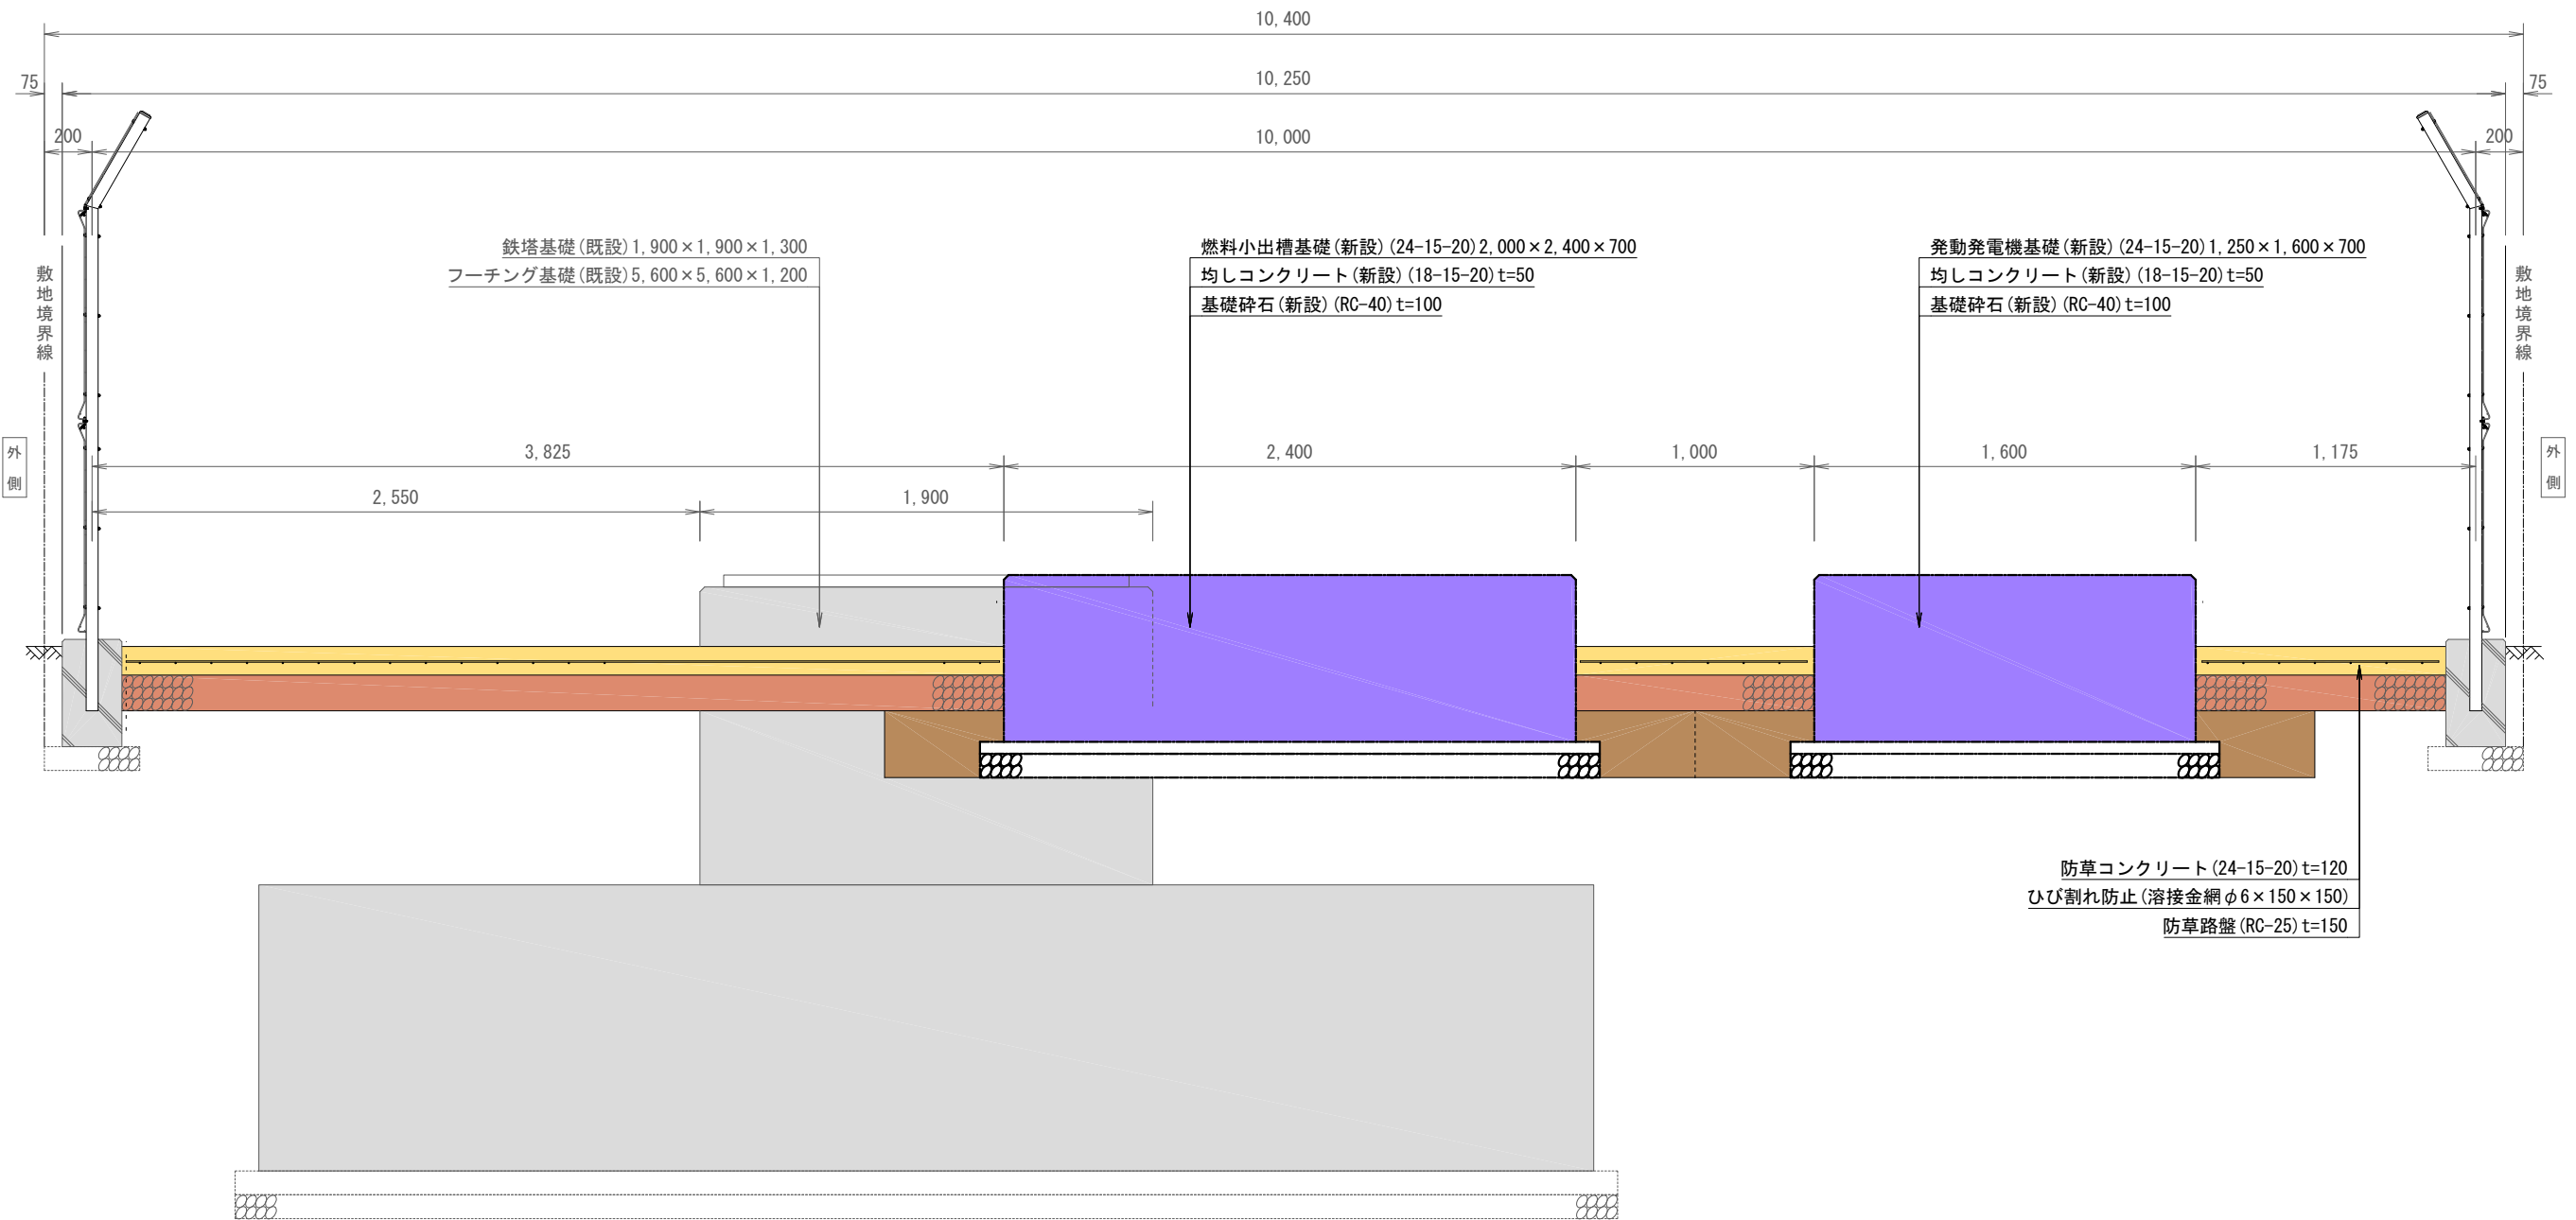 10,400
75
10,250
75
200
10,000
200
鉄塔基礎(既設)1,900×1,900×1,300
フーチング基礎(既設)5,600×5,600×1,200
燃料小出槽基礎(新設)(24-15-20)2,000×2,400×700
均しコンクリート(新設)(18-15-20)t=50
基礎砕石(新設)(RC-40)t=100
発動発電機基礎(新設)(24-15-20)1,250×1,600×700
均しコンクリート(新設)(18-15-20)t=50
基礎砕石(新設)(RC-40)t=100
敷地境界線
敷地境界線
外側
外側
3,825
2,400
1,000
1,600
1,175
2,550
1,900
防草コンクリート(24-15-20)t=120
ひび割れ防止(溶接金網φ6×150×150)
防草路盤(RC-25)t=150